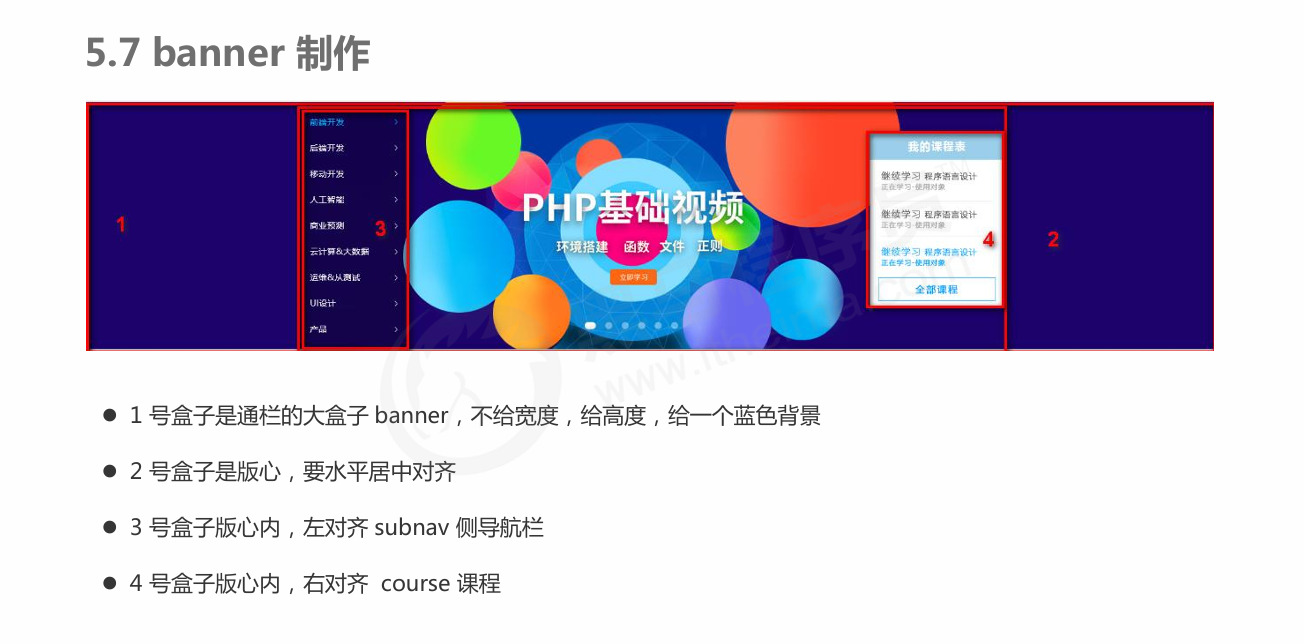 5.7 banner 制作
前端开发
后端开发
移动开发
人工智能
商业预测
云计算&大数据
运维&从测试
UI设计
产品
1
3
PHP基础视频
环境搭建 函数 文件 正则
立即学习
我的课程表
继续学习 程序语言设计
正在学习-使用对象
继续学习 程序语言设计
正在学习-使用对象
继续学习 程序语言设计
正在学习-使用对象
全部课程
4
2
● 1 号盒子是通栏的大盒子 banner，不给宽度，给高度，给一个蓝色背景
● 2 号盒子是版心，要水平居中对齐
● 3 号盒子版心内，左对齐 subnav 侧导航栏
● 4 号盒子版心内，右对齐 course 课程